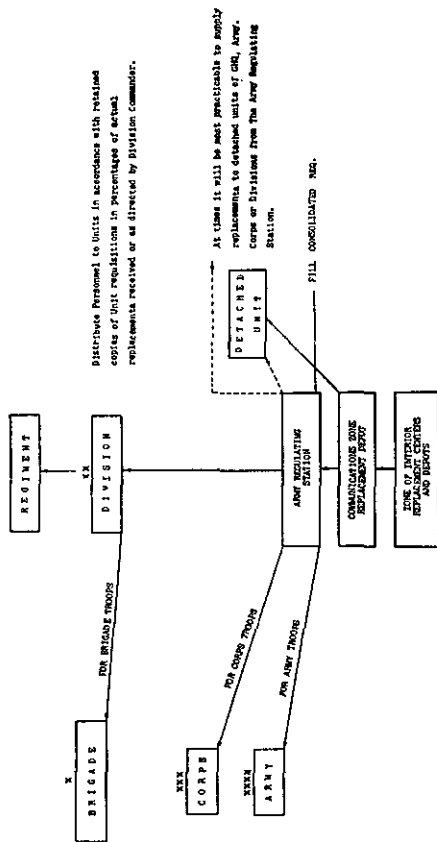 REGIMENT
XX
DIVISION
Distribute Personnel to Units in accordance with retained
copies of Unit requisitions in percentages of actual
replacements received or as directed by Division Commander.
FOR BRIGADE TROOPS
X
BRIGADE
At times it will be most practicable to supply
replacements to detached units of GHQ, Army,
Corps or Divisions from The Army Regulating
Station.
DETACHED
UNIT
FOR CORPS TROOPS
XXX
CORPS
ARMY REGULATING
STATION
FILL CONSOLIDATED REQ.
FOR ARMY TROOPS
XXXX
ARMY
COMMUNICATIONS ZONE
REPLACEMENT DEPOT
ZONE OF INTERIOR
REPLACEMENT CENTERS
AND DEPOTS